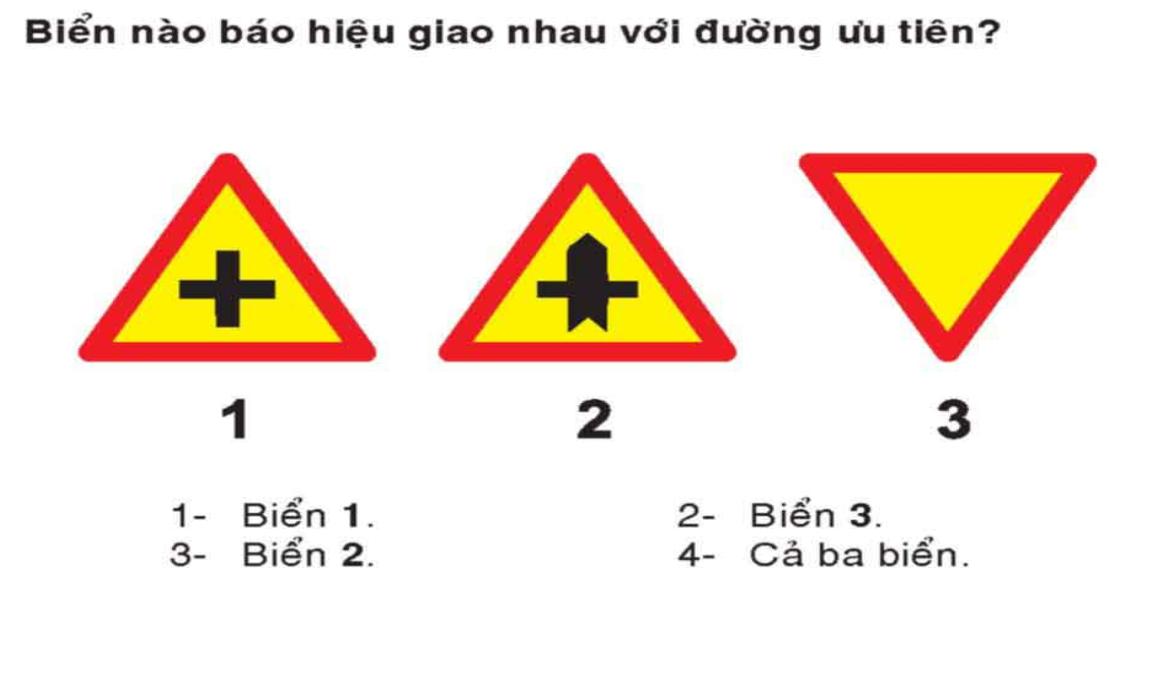 Biển nào báo hiệu giao nhau với đường ưu tiên?
1 2 3
1- Biển 1. 2- Biển 3.
3- Biển 2. 4- Cả ba biển.